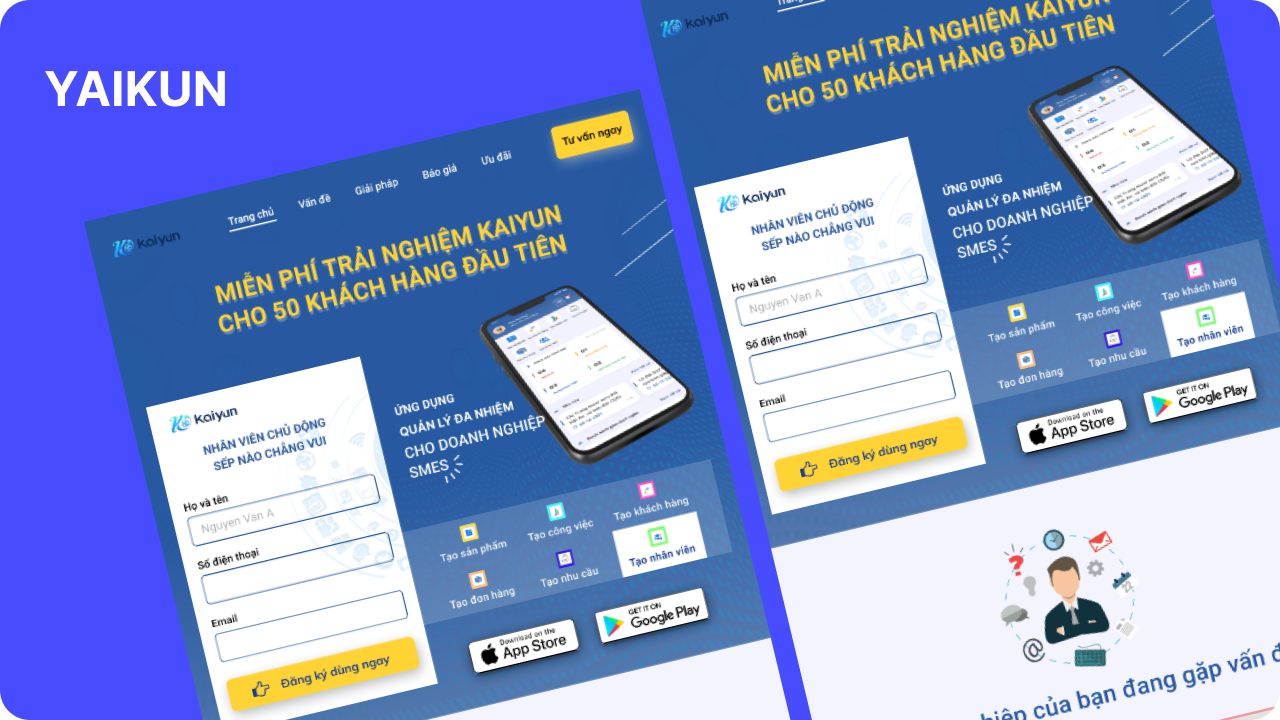 YAIKUN
Kaiyun
Trang chủ
Vấn đề
Giải pháp
Báo giá
Ưu đãi
Tư vấn ngay
MIỄN PHÍ TRẢI NGHIỆM KAIYUN
CHO 50 KHÁCH HÀNG ĐẦU TIÊN
Kaiyun
NHÂN VIÊN CHỦ ĐỘNG
SẾP NÀO CHẲNG VUI
Họ và tên
Nguyen Van A
Số điện thoại
Email
Đăng ký dùng ngay
ỨNG DỤNG
QUẢN LÝ ĐA NHIỆM
CHO DOANH NGHIỆP
SMES
Tạo sản phẩm
Tạo công việc
Tạo khách hàng
Tạo đơn hàng
Tạo nhu cầu
Tạo nhân viên
Download on the
App Store
GET IT ON
Google Play
Kaiyun
MIỄN PHÍ TRẢI NGHIỆM KAIYUN
CHO 50 KHÁCH HÀNG ĐẦU TIÊN
Kaiyun
NHÂN VIÊN CHỦ ĐỘNG
SẾP NÀO CHẲNG VUI
Họ và tên
Nguyen Van A
Số điện thoại
Email
Đăng ký dùng ngay
ỨNG DỤNG
QUẢN LÝ ĐA NHIỆM
CHO DOANH NGHIỆP
SMES
Tạo sản phẩm
Tạo công việc
Tạo khách hàng
Tạo đơn hàng
Tạo nhu cầu
Tạo nhân viên
Download on the
App Store
GET IT ON
Google Play
22
của bạn đang gặp vấn